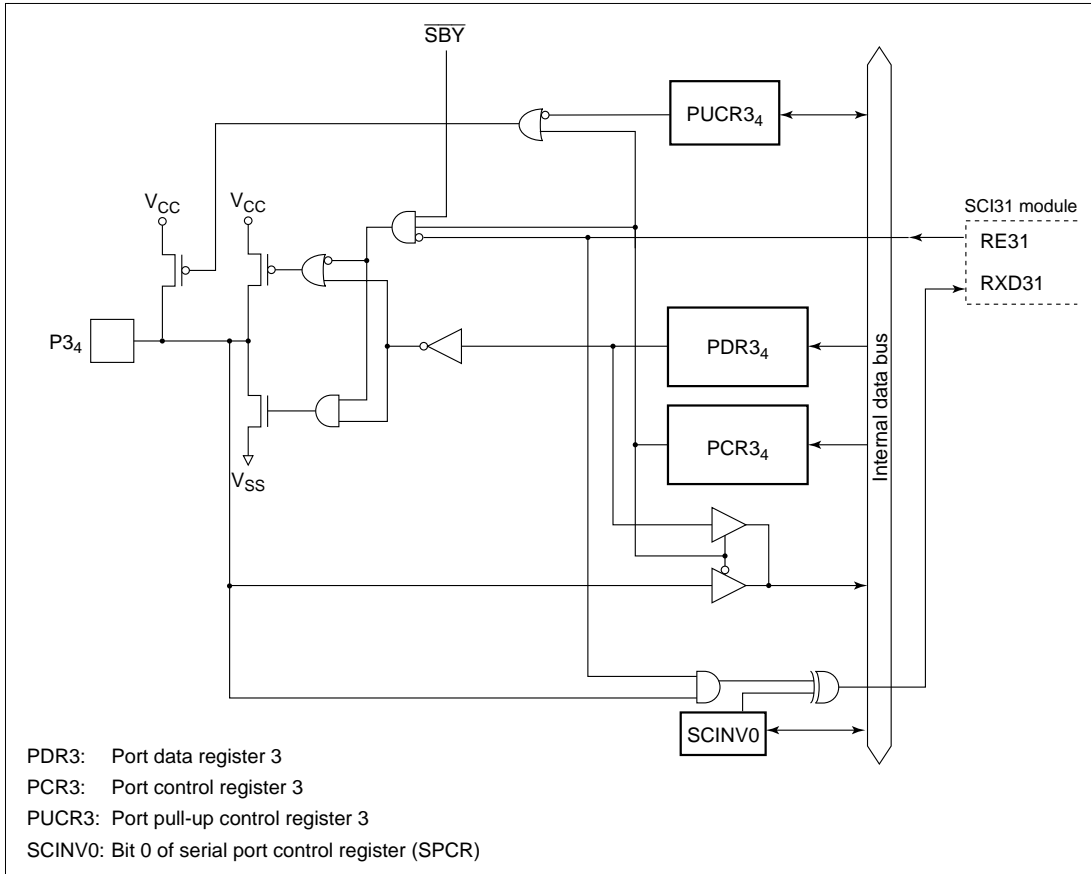 SBY
PUCR3₄
V_CC
V_CC
SCI31 module
RE31
RXD31
P3₄
PDR3₄
PCR3₄
V_SS
Internal data bus
SCINV0
PDR3: Port data register 3
PCR3: Port control register 3
PUCR3: Port pull-up control register 3
SCINV0: Bit 0 of serial port control register (SPCR)